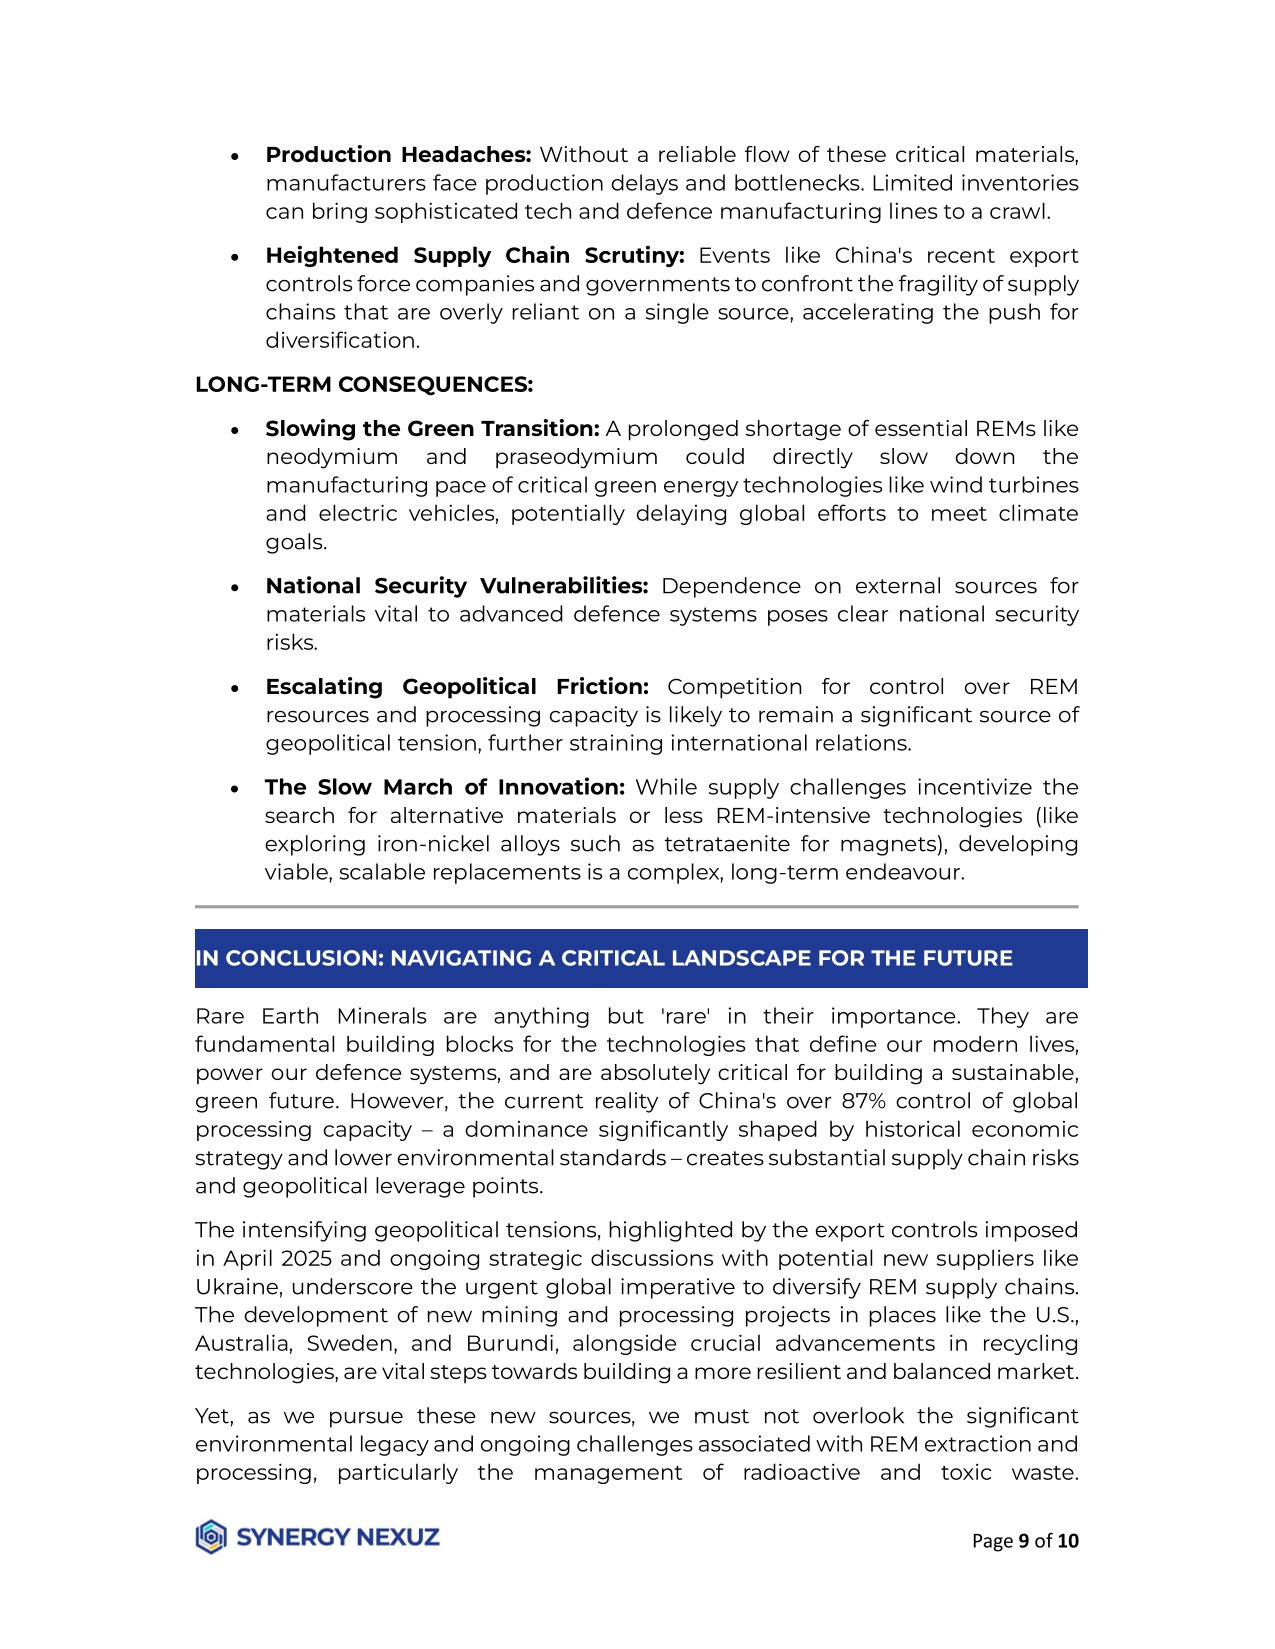 • Production Headaches: Without a reliable flow of these critical materials,
manufacturers face production delays and bottlenecks. Limited inventories
can bring sophisticated tech and defence manufacturing lines to a crawl.
• Heightened Supply Chain Scrutiny: Events like China's recent export
controls force companies and governments to confront the fragility of supply
chains that are overly reliant on a single source, accelerating the push for
diversification.
LONG-TERM CONSEQUENCES:
• Slowing the Green Transition: A prolonged shortage of essential REMs like
neodymium and praseodymium could directly slow down the
manufacturing pace of critical green energy technologies like wind turbines
and electric vehicles, potentially delaying global efforts to meet climate
goals.
• National Security Vulnerabilities: Dependence on external sources for
materials vital to advanced defence systems poses clear national security
risks.
• Escalating Geopolitical Friction: Competition for control over REM
resources and processing capacity is likely to remain a significant source of
geopolitical tension, further straining international relations.
• The Slow March of Innovation: While supply challenges incentivize the
search for alternative materials or less REM-intensive technologies (like
exploring iron-nickel alloys such as tetrataenite for magnets), developing
viable, scalable replacements is a complex, long-term endeavour.
IN CONCLUSION: NAVIGATING A CRITICAL LANDSCAPE FOR THE FUTURE
Rare Earth Minerals are anything but 'rare' in their importance. They are
fundamental building blocks for the technologies that define our modern lives,
power our defence systems, and are absolutely critical for building a sustainable,
green future. However, the current reality of China's over 87% control of global
processing capacity – a dominance significantly shaped by historical economic
strategy and lower environmental standards – creates substantial supply chain risks
and geopolitical leverage points.
The intensifying geopolitical tensions, highlighted by the export controls imposed
in April 2025 and ongoing strategic discussions with potential new suppliers like
Ukraine, underscore the urgent global imperative to diversify REM supply chains.
The development of new mining and processing projects in places like the U.S.,
Australia, Sweden, and Burundi, alongside crucial advancements in recycling
technologies, are vital steps towards building a more resilient and balanced market.
Yet, as we pursue these new sources, we must not overlook the significant
environmental legacy and ongoing challenges associated with REM extraction and
processing, particularly the management of radioactive and toxic waste.
SYNERGY NEXUZ
Page 9 of 10